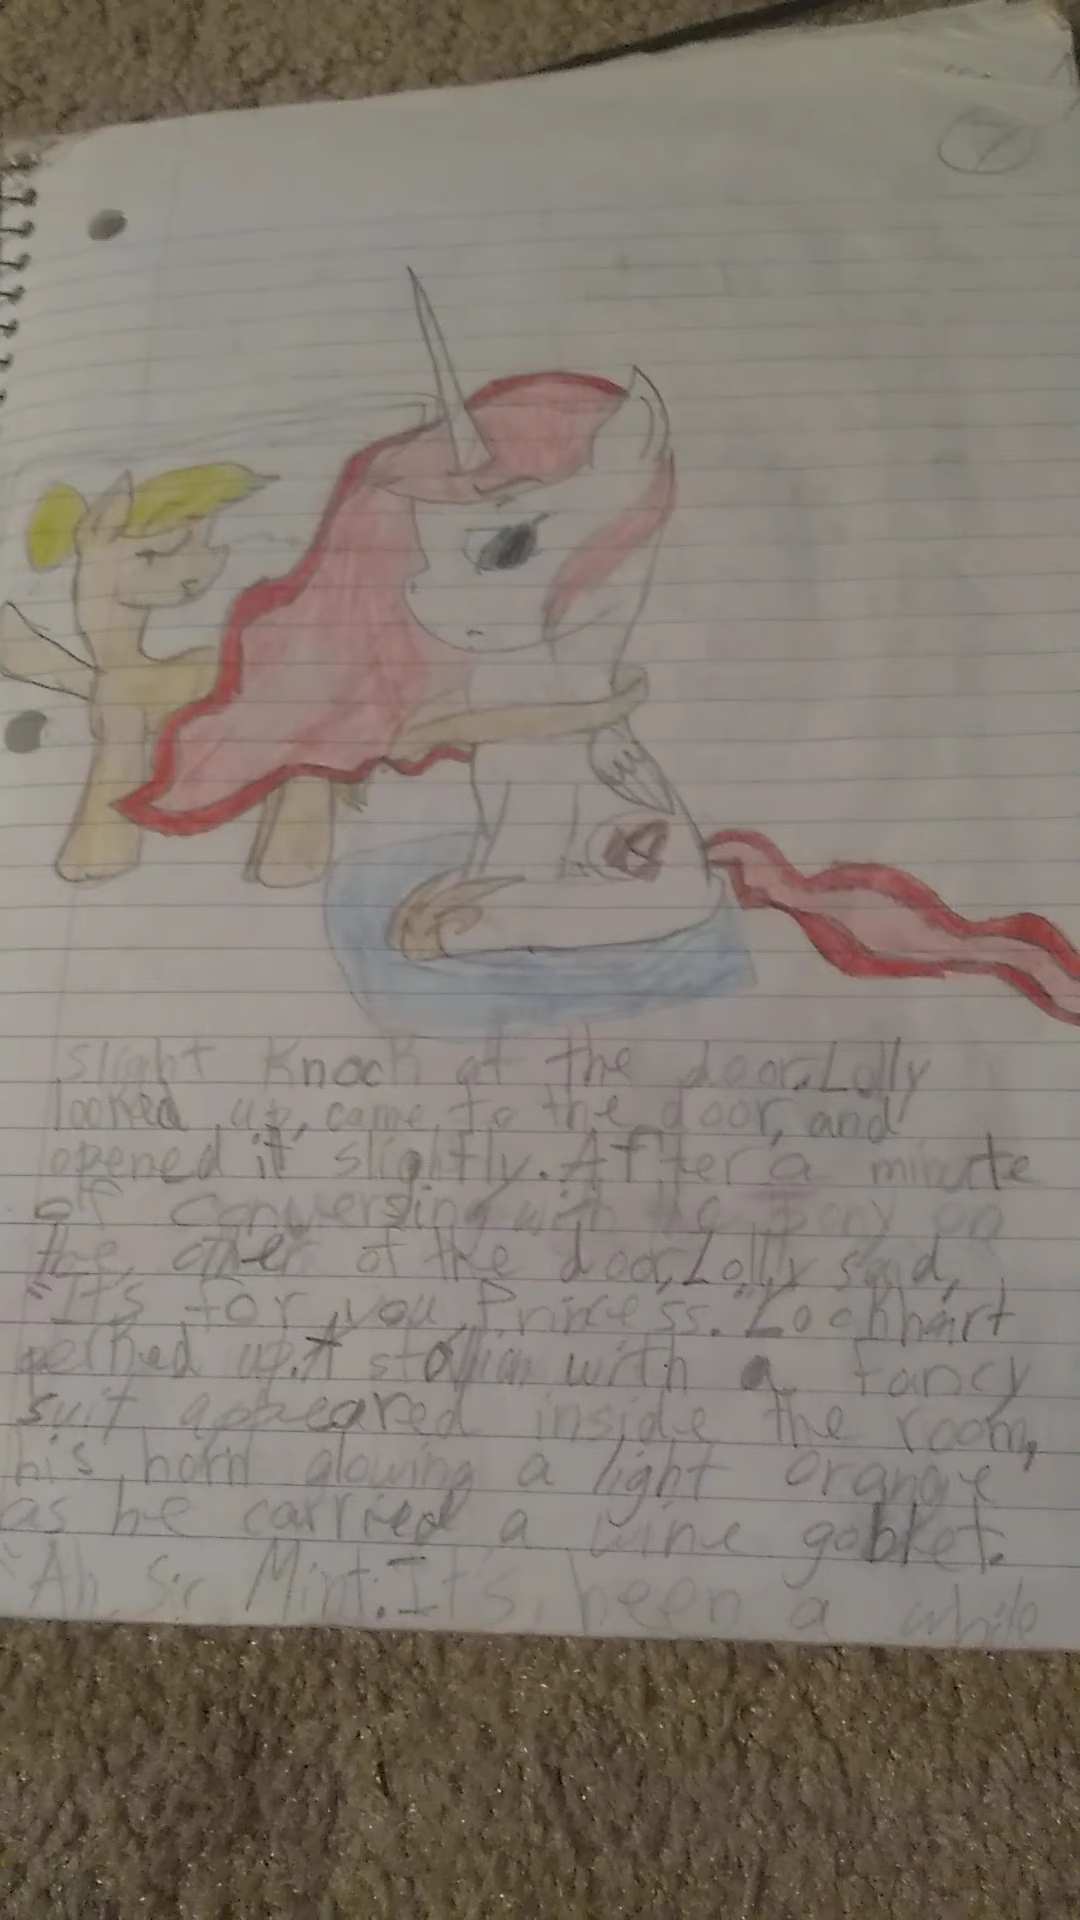 7
slight knock at the door. Lolly
looked up, came to the door, and
opened it slightly. After a minute
of conversing with the pony on
the other of the door, Lolly said,
"It's for you, Princess." Lockhart
perked up. A stallion with a fancy
suit appeared inside the room,
his horn glowing a light orange
as he carried a wine goblet.
"Ah, Sir Mint. It's been a while